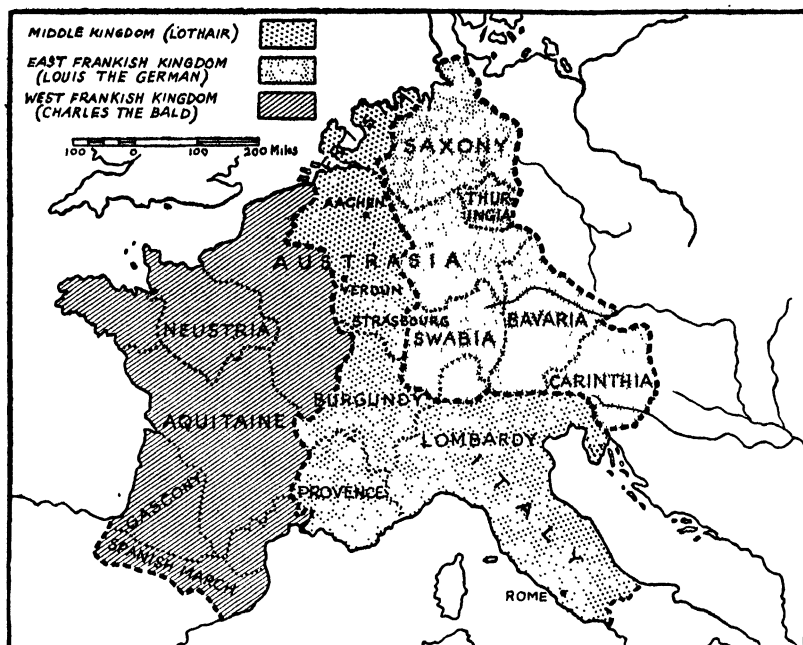 MIDDLE KINGDOM (LOTHAIR)
EAST FRANKISH KINGDOM
(LOUIS THE GERMAN)
WEST FRANKISH KINGDOM
(CHARLES THE BALD)
100 0 100 200 Miles
SAXONY
THUR
INGIA
AACHEN
AUSTRASIA
VERDUN
STRASBOURG
NEUSTRIA
SWABIA
BAVARIA
CARINTHIA
BURGUNDY
AQUITAINE
LOMBARDY
ITALY
PROVENCE
GASCONY
SPANISH MARCH
ROME